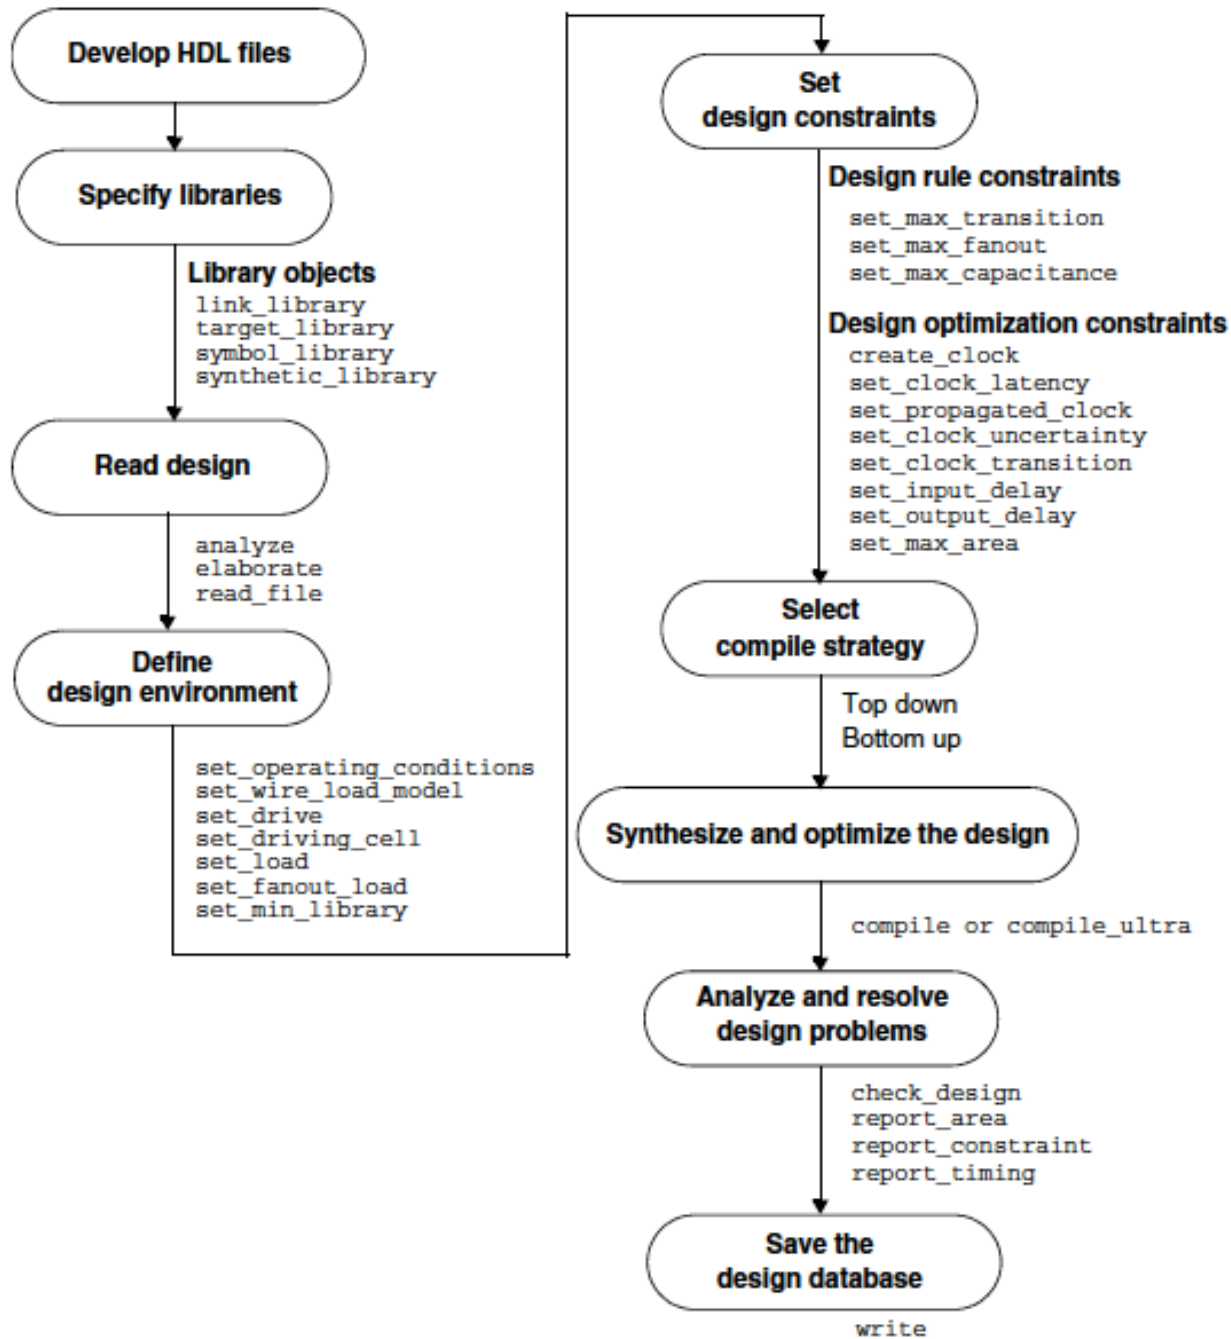 Develop HDL files
Specify libraries
Library objects
link_library
target_library
symbol_library
synthetic_library
Read design
analyze
elaborate
read_file
Define
design environment
set_operating_conditions
set_wire_load_model
set_drive
set_driving_cell
set_load
set_fanout_load
set_min_library
Set
design constraints
Design rule constraints
set_max_transition
set_max_fanout
set_max_capacitance
Design optimization constraints
create_clock
set_clock_latency
set_propagated_clock
set_clock_uncertainty
set_clock_transition
set_input_delay
set_output_delay
set_max_area
Select
compile strategy
Top down
Bottom up
Synthesize and optimize the design
compile or compile_ultra
Analyze and resolve
design problems
check_design
report_area
report_constraint
report_timing
Save the
design database
write